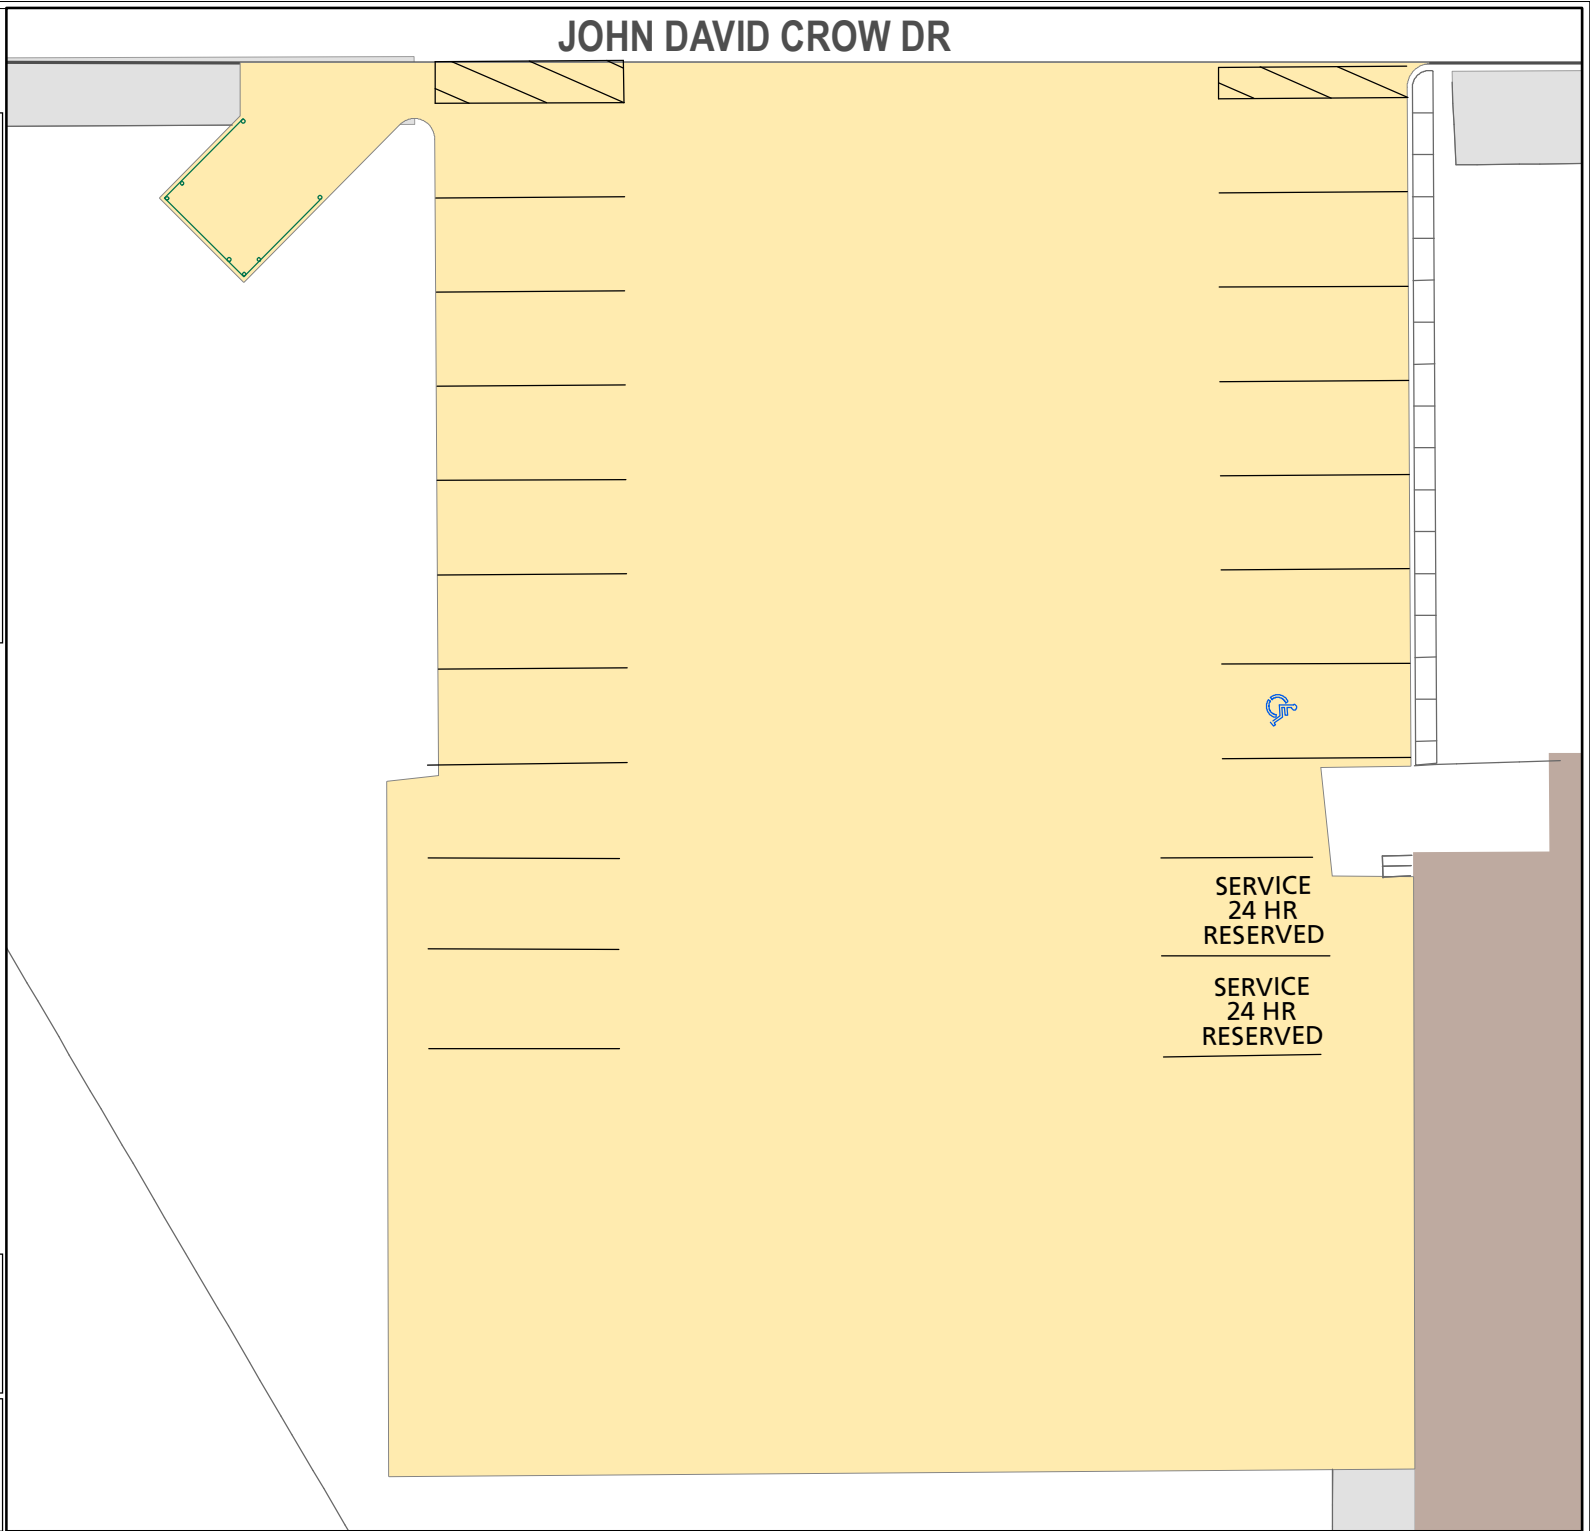 JOHN DAVID CROW DR
SERVICE
24 HR
RESERVED
SERVICE
24 HR
RESERVED